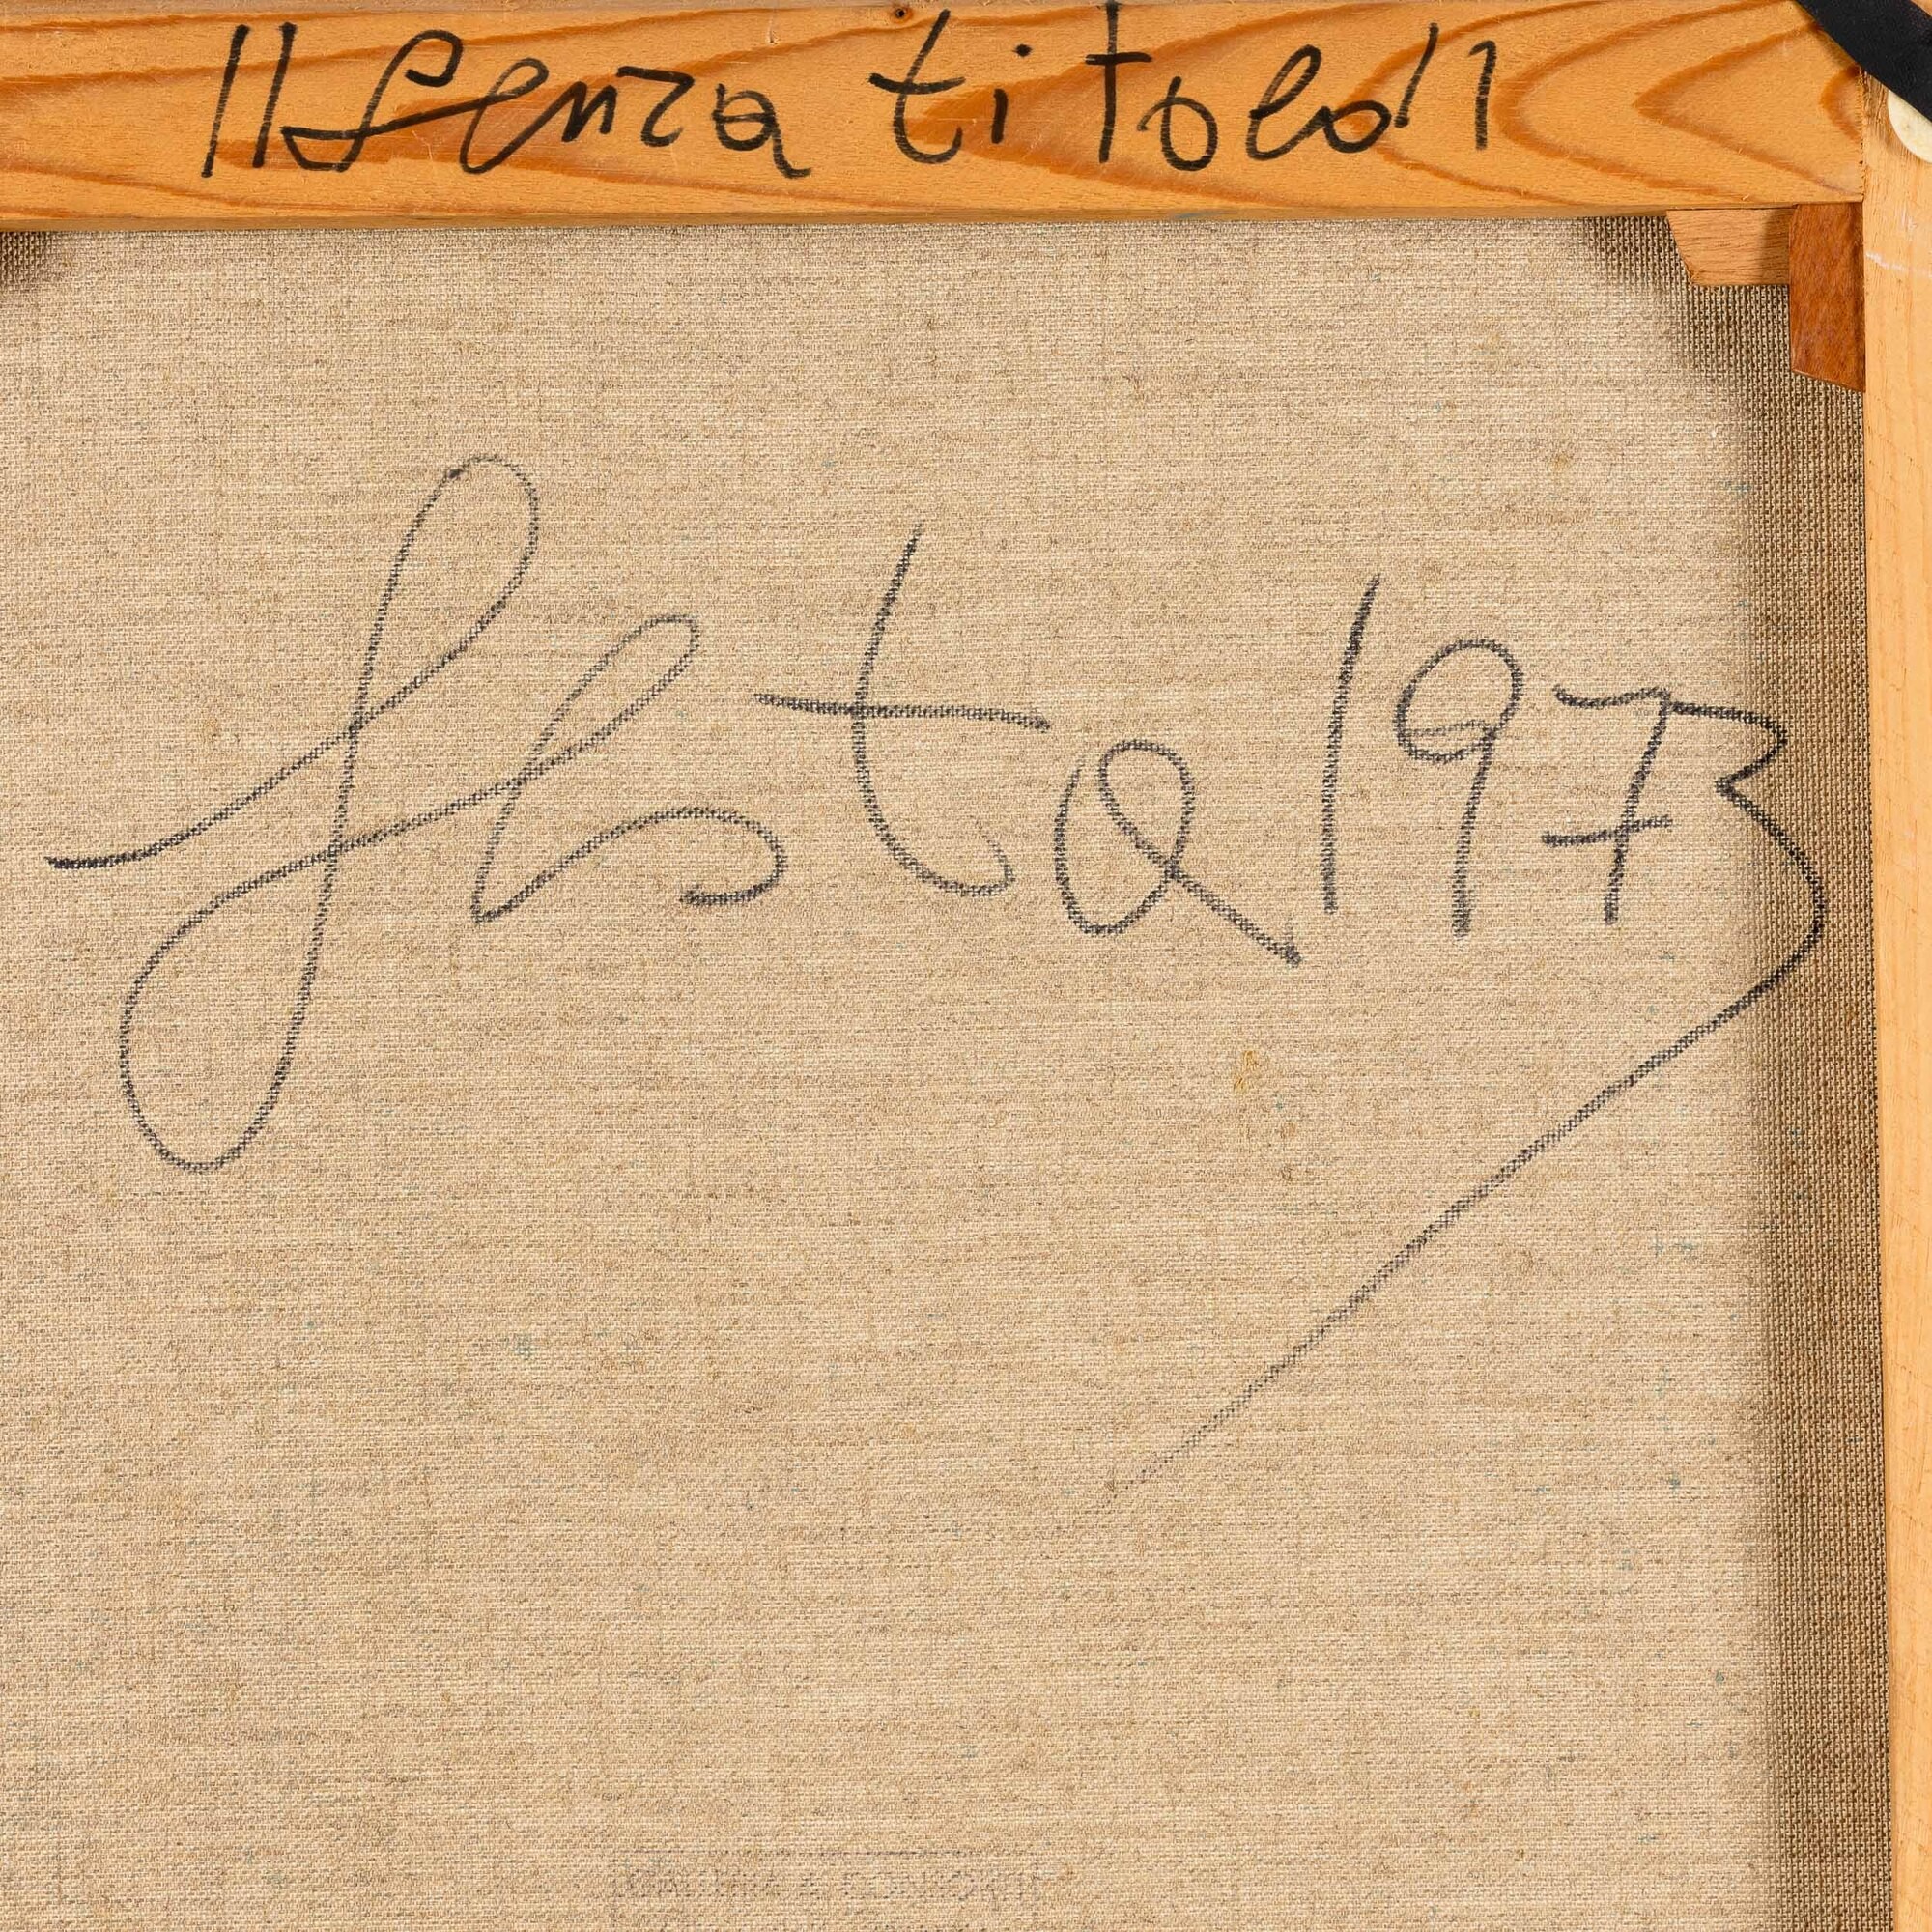 "Senza titolo"
Festa 1973